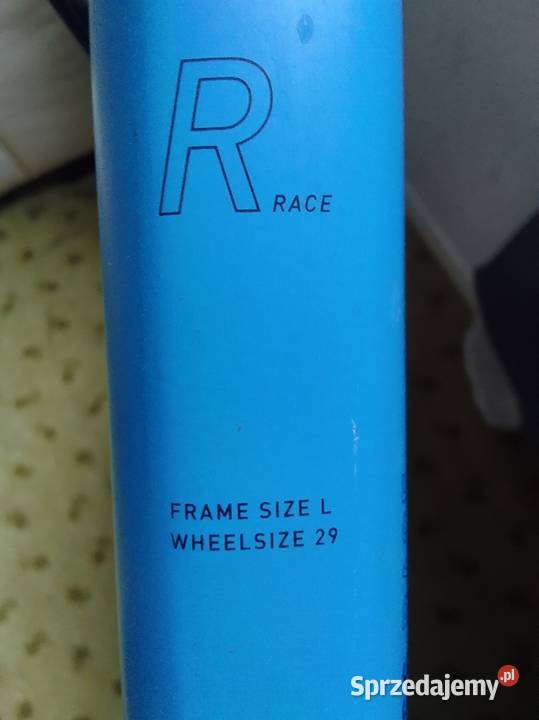 R RACE
FRAME SIZE L
WHEELSIZE 29
Sprzedajemy.pl